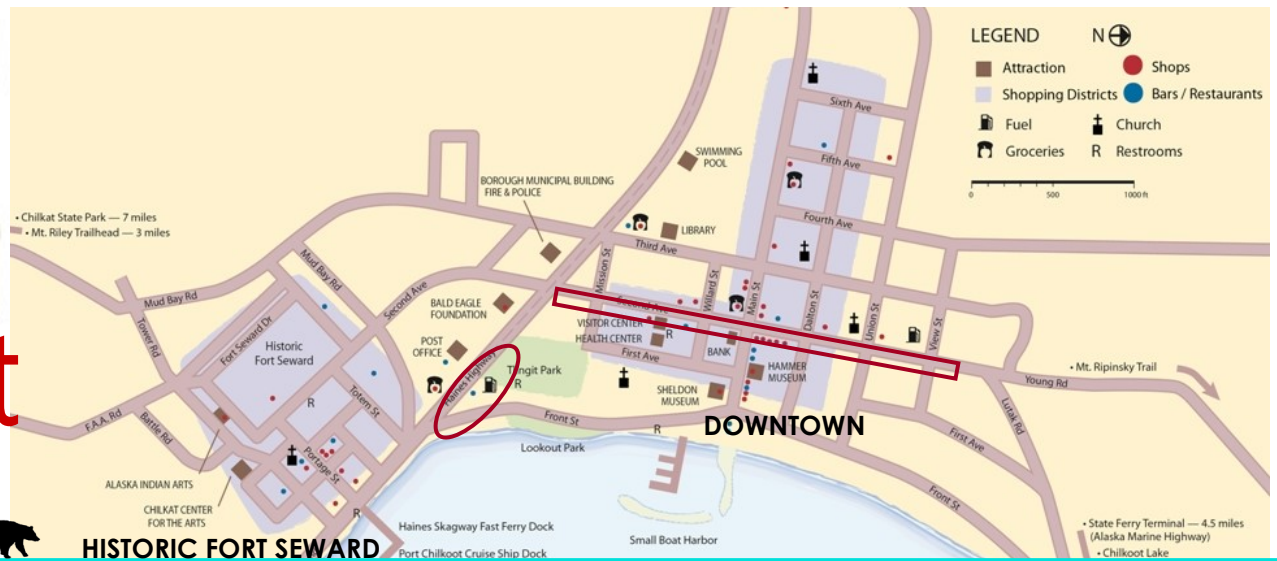 LEGEND
N
Attraction
Shops
Shopping Districts
Bars / Restaurants
Fuel
Church
Groceries
R Restrooms
0 500 1000 ft
Sixth Ave
Fifth Ave
Fourth Ave
SWIMMING
POOL
BOROUGH MUNICIPAL BUILDING
FIRE & POLICE
LIBRARY
Third Ave
• Chilkat State Park — 7 miles
• Mt. Riley Trailhead — 3 miles
Mud Bay Rd
Mud Bay Rd
Tower Rd
Second Ave
Mission St
Willard St
Main St
Dalton St
Union St
View St
Second Ave
BALD EAGLE
FOUNDATION
VISITOR CENTER
HEALTH CENTER
R
First Ave
BANK
HAMMER
MUSEUM
SHELDON
MUSEUM
POST
OFFICE
Haines Highway
Tlingit Park
R
Fort Seward Dr
Historic
Fort Seward
R
Totem St
t
F.A.A. Rd
Battle Rd
Portage St
Front St
R
DOWNTOWN
Lookout Park
• Mt. Ripinsky Trail
Young Rd
Lutak Rd
First Ave
Front St
ALASKA INDIAN ARTS
CHILKAT CENTER
FOR THE ARTS
R
HISTORIC FORT SEWARD
Haines Skagway Fast Ferry Dock
Port Chilkoot Cruise Ship Dock
Small Boat Harbor
• State Ferry Terminal — 4.5 miles
(Alaska Marine Highway)
• Chilkoot Lake